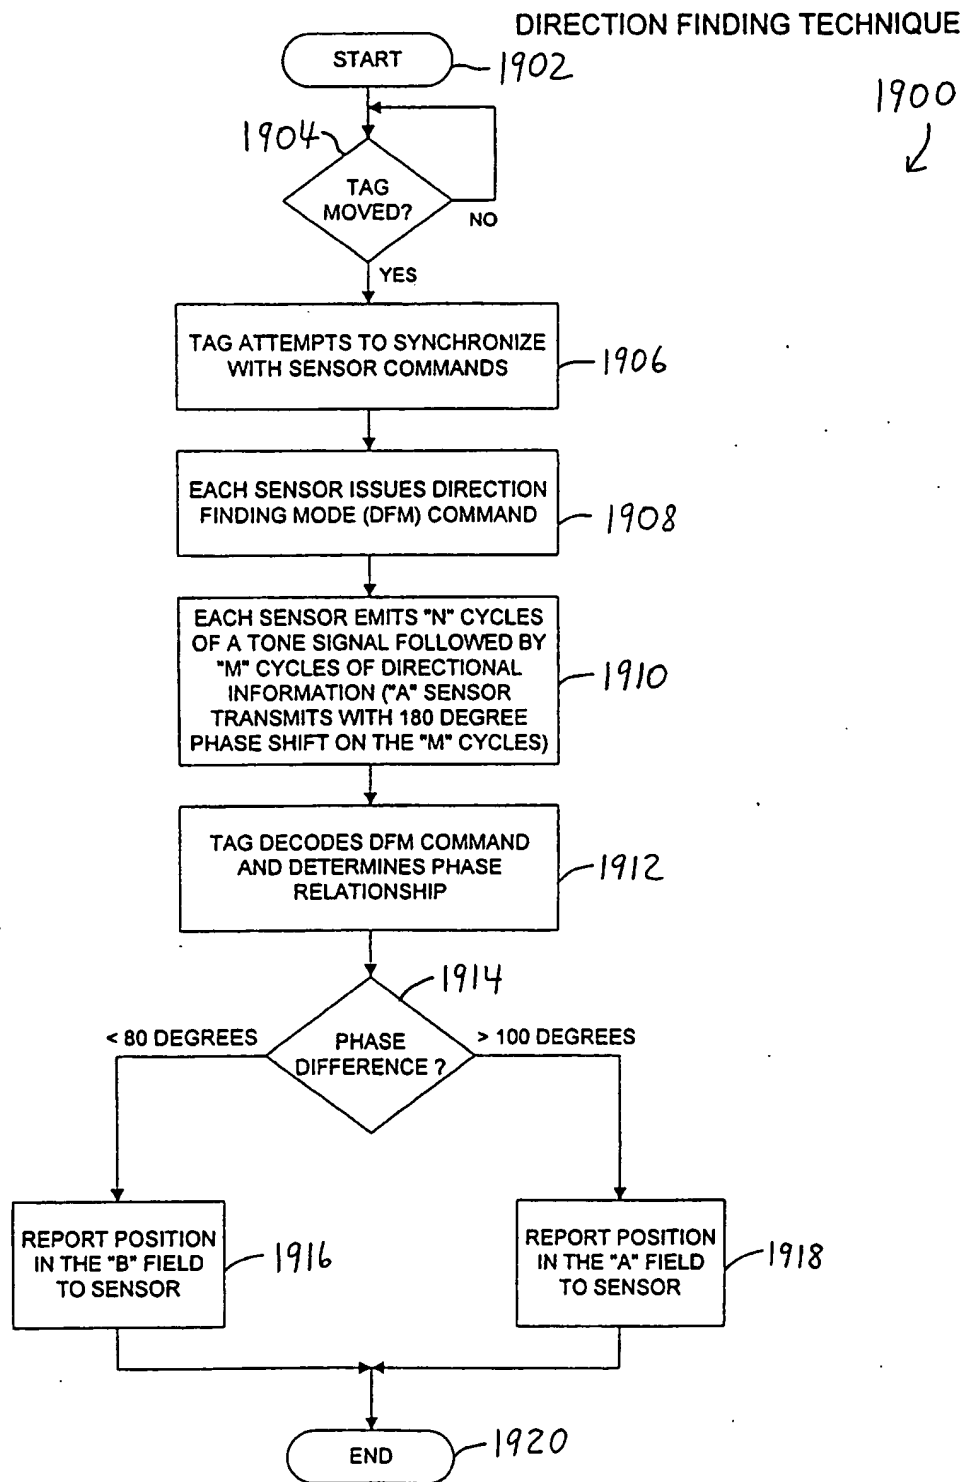 DIRECTION FINDING TECHNIQUE
START
1902
1900
1904
TAG
MOVED?
NO
YES
TAG ATTEMPTS TO SYNCHRONIZE
WITH SENSOR COMMANDS
1906
EACH SENSOR ISSUES DIRECTION
FINDING MODE (DFM) COMMAND
1908
EACH SENSOR EMITS "N" CYCLES
OF A TONE SIGNAL FOLLOWED BY
"M" CYCLES OF DIRECTIONAL
INFORMATION ("A" SENSOR
TRANSMITS WITH 180 DEGREE
PHASE SHIFT ON THE "M" CYCLES)
1910
TAG DECODES DFM COMMAND
AND DETERMINES PHASE
RELATIONSHIP
1912
1914
< 80 DEGREES
PHASE
DIFFERENCE ?
> 100 DEGREES
REPORT POSITION
IN THE "B" FIELD
TO SENSOR
1916
REPORT POSITION
IN THE "A" FIELD
TO SENSOR
1918
END
1920